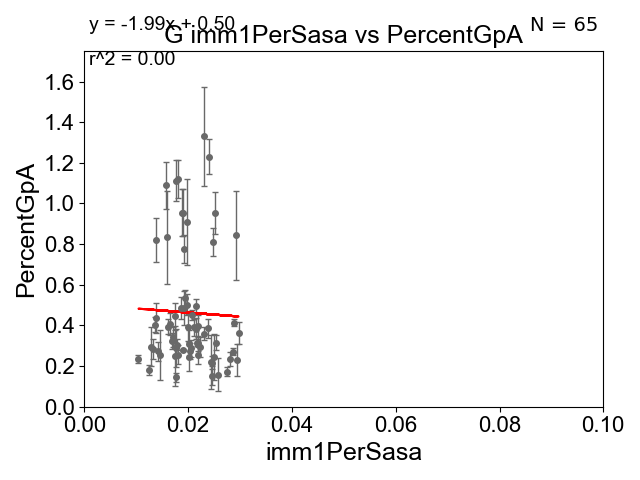 y = -1.99x + 0.50
N = 65
G imm1PerSasa vs PercentGpA
r^2 = 0.00
1.6
1.4
1.2
1.0
0.8
0.6
0.4
0.2
0.0
PercentGpA
0.00 0.02 0.04 0.06 0.08 0.10
imm1PerSasa